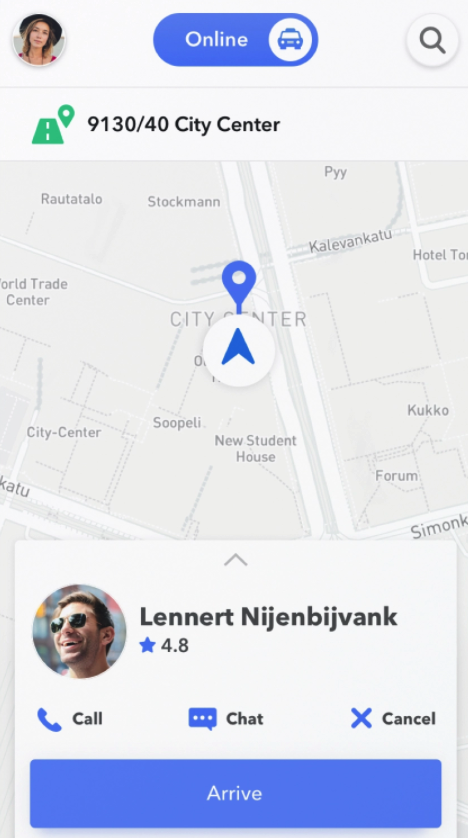 Online
9130/40 City Center
Pyy
Rautatalo
Stockmann
Kalevankatu
Hotel Tor
orld Trade
Center
CITY CENTER
Kukko
Soopeli
City-Center
New Student
House
Forum
katu
Simonk
Lennert Nijenbijvank
4.8
Call
Chat
Cancel
Arrive